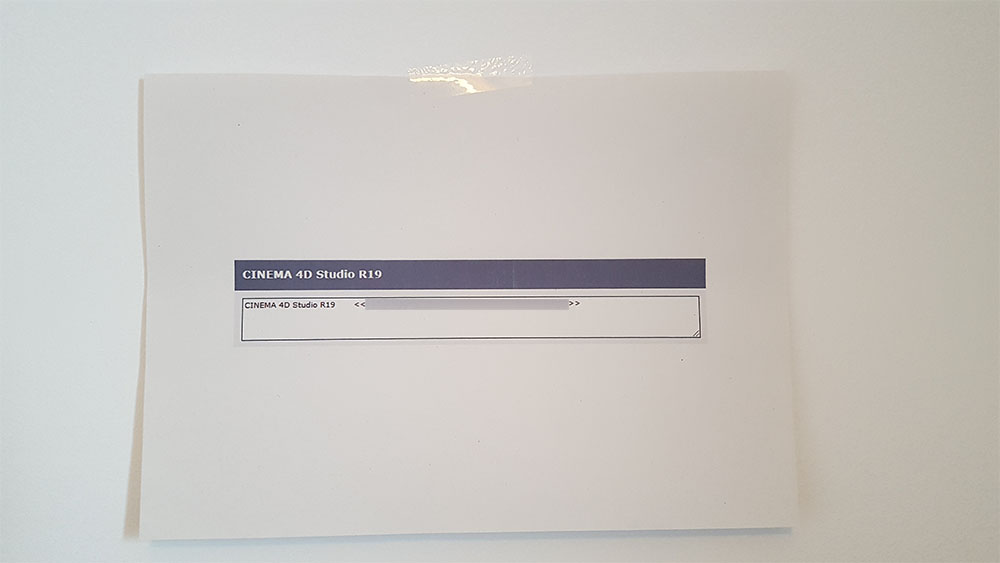 CINEMA 4D Studio R19
CINEMA 4D Studio R19 << >>